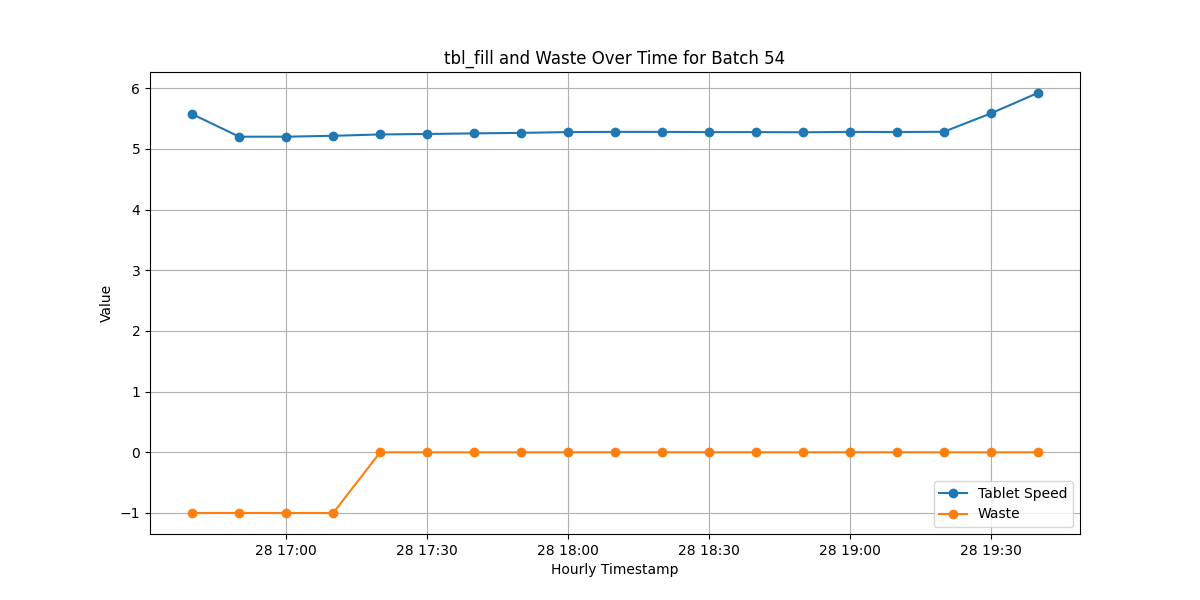 tbl_fill and Waste Over Time for Batch 54
6
5
4
3
2
1
0
−1
Value
Tablet Speed
Waste
28 17:00 28 17:30 28 18:00 28 18:30 28 19:00 28 19:30
Hourly Timestamp